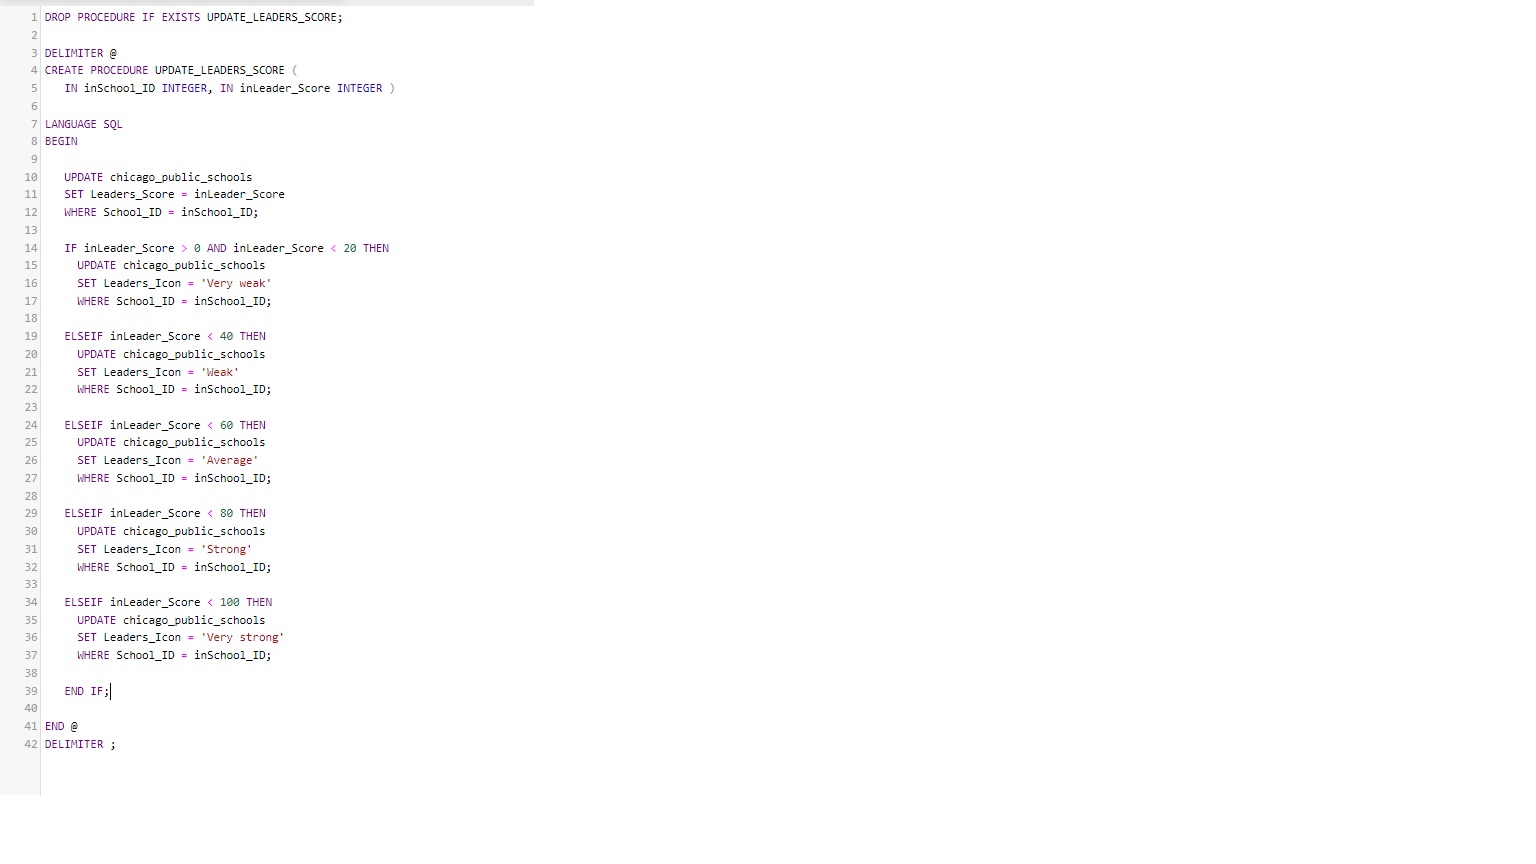 1 DROP PROCEDURE IF EXISTS UPDATE_LEADERS_SCORE;
2
3 DELIMITER @
4 CREATE PROCEDURE UPDATE_LEADERS_SCORE (
5    IN inSchool_ID INTEGER, IN inLeader_Score INTEGER )
6
7 LANGUAGE SQL
8 BEGIN
9
10    UPDATE chicago_public_schools
11    SET Leaders_Score = inLeader_Score
12    WHERE School_ID = inSchool_ID;
13
14    IF inLeader_Score > 0 AND inLeader_Score < 20 THEN
15      UPDATE chicago_public_schools
16      SET Leaders_Icon = 'Very weak'
17      WHERE School_ID = inSchool_ID;
18
19    ELSEIF inLeader_Score < 40 THEN
20      UPDATE chicago_public_schools
21      SET Leaders_Icon = 'Weak'
22      WHERE School_ID = inSchool_ID;
23
24    ELSEIF inLeader_Score < 60 THEN
25      UPDATE chicago_public_schools
26      SET Leaders_Icon = 'Average'
27      WHERE School_ID = inSchool_ID;
28
29    ELSEIF inLeader_Score < 80 THEN
30      UPDATE chicago_public_schools
31      SET Leaders_Icon = 'Strong'
32      WHERE School_ID = inSchool_ID;
33
34    ELSEIF inLeader_Score < 100 THEN
35      UPDATE chicago_public_schools
36      SET Leaders_Icon = 'Very strong'
37      WHERE School_ID = inSchool_ID;
38
39    END IF;
40
41 END @
42 DELIMITER ;